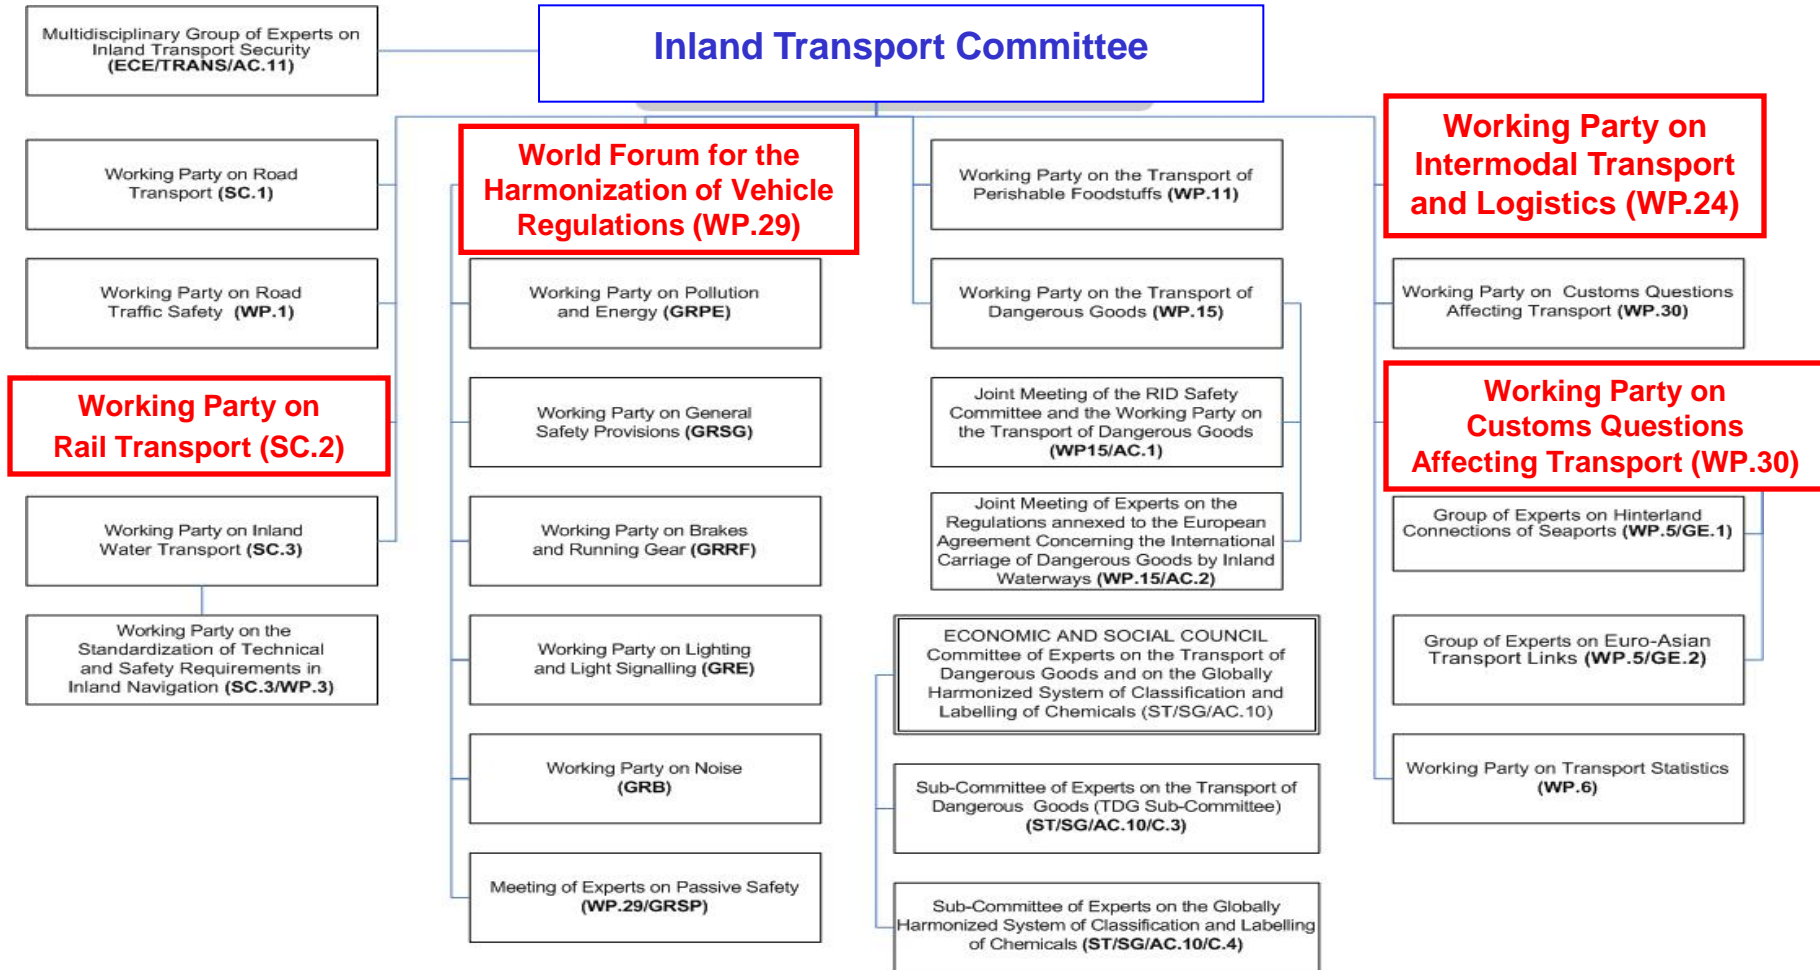 Multidisciplinary Group of Experts on
Inland Transport Security
(ECE/TRANS/AC.11)
Inland Transport Committee
Working Party on Road
Transport (SC.1)
Working Party on Road
Traffic Safety (WP.1)
Working Party on
Rail Transport (SC.2)
Working Party on Inland
Water Transport (SC.3)
Working Party on the
Standardization of Technical
and Safety Requirements in
Inland Navigation (SC.3/WP.3)
World Forum for the
Harmonization of Vehicle
Regulations (WP.29)
Working Party on Pollution
and Energy (GRPE)
Working Party on General
Safety Provisions (GRSG)
Working Party on Brakes
and Running Gear (GRRF)
Working Party on Lighting
and Light Signalling (GRE)
Working Party on Noise
(GRB)
Meeting of Experts on Passive Safety
(WP.29/GRSP)
Working Party on the Transport of
Perishable Foodstuffs (WP.11)
Working Party on the Transport of
Dangerous Goods (WP.15)
Joint Meeting of the RID Safety
Committee and the Working Party on
the Transport of Dangerous Goods
(WP15/AC.1)
Joint Meeting of Experts on the
Regulations annexed to the European
Agreement Concerning the International
Carriage of Dangerous Goods by Inland
Waterways (WP.15/AC.2)
ECONOMIC AND SOCIAL COUNCIL
Committee of Experts on the Transport of
Dangerous Goods and on the Globally
Harmonized System of Classification and
Labelling of Chemicals (ST/SG/AC.10)
Sub-Committee of Experts on the Transport of
Dangerous Goods (TDG Sub-Committee)
(ST/SG/AC.10/C.3)
Sub-Committee of Experts on the Globally
Harmonized System of Classification and Labelling
of Chemicals (ST/SG/AC.10/C.4)
Working Party on
Intermodal Transport
and Logistics (WP.24)
Working Party on Customs Questions
Affecting Transport (WP.30)
Working Party on
Customs Questions
Affecting Transport (WP.30)
Group of Experts on Hinterland
Connections of Seaports (WP.5/GE.1)
Group of Experts on Euro-Asian
Transport Links (WP.5/GE.2)
Working Party on Transport Statistics
(WP.6)